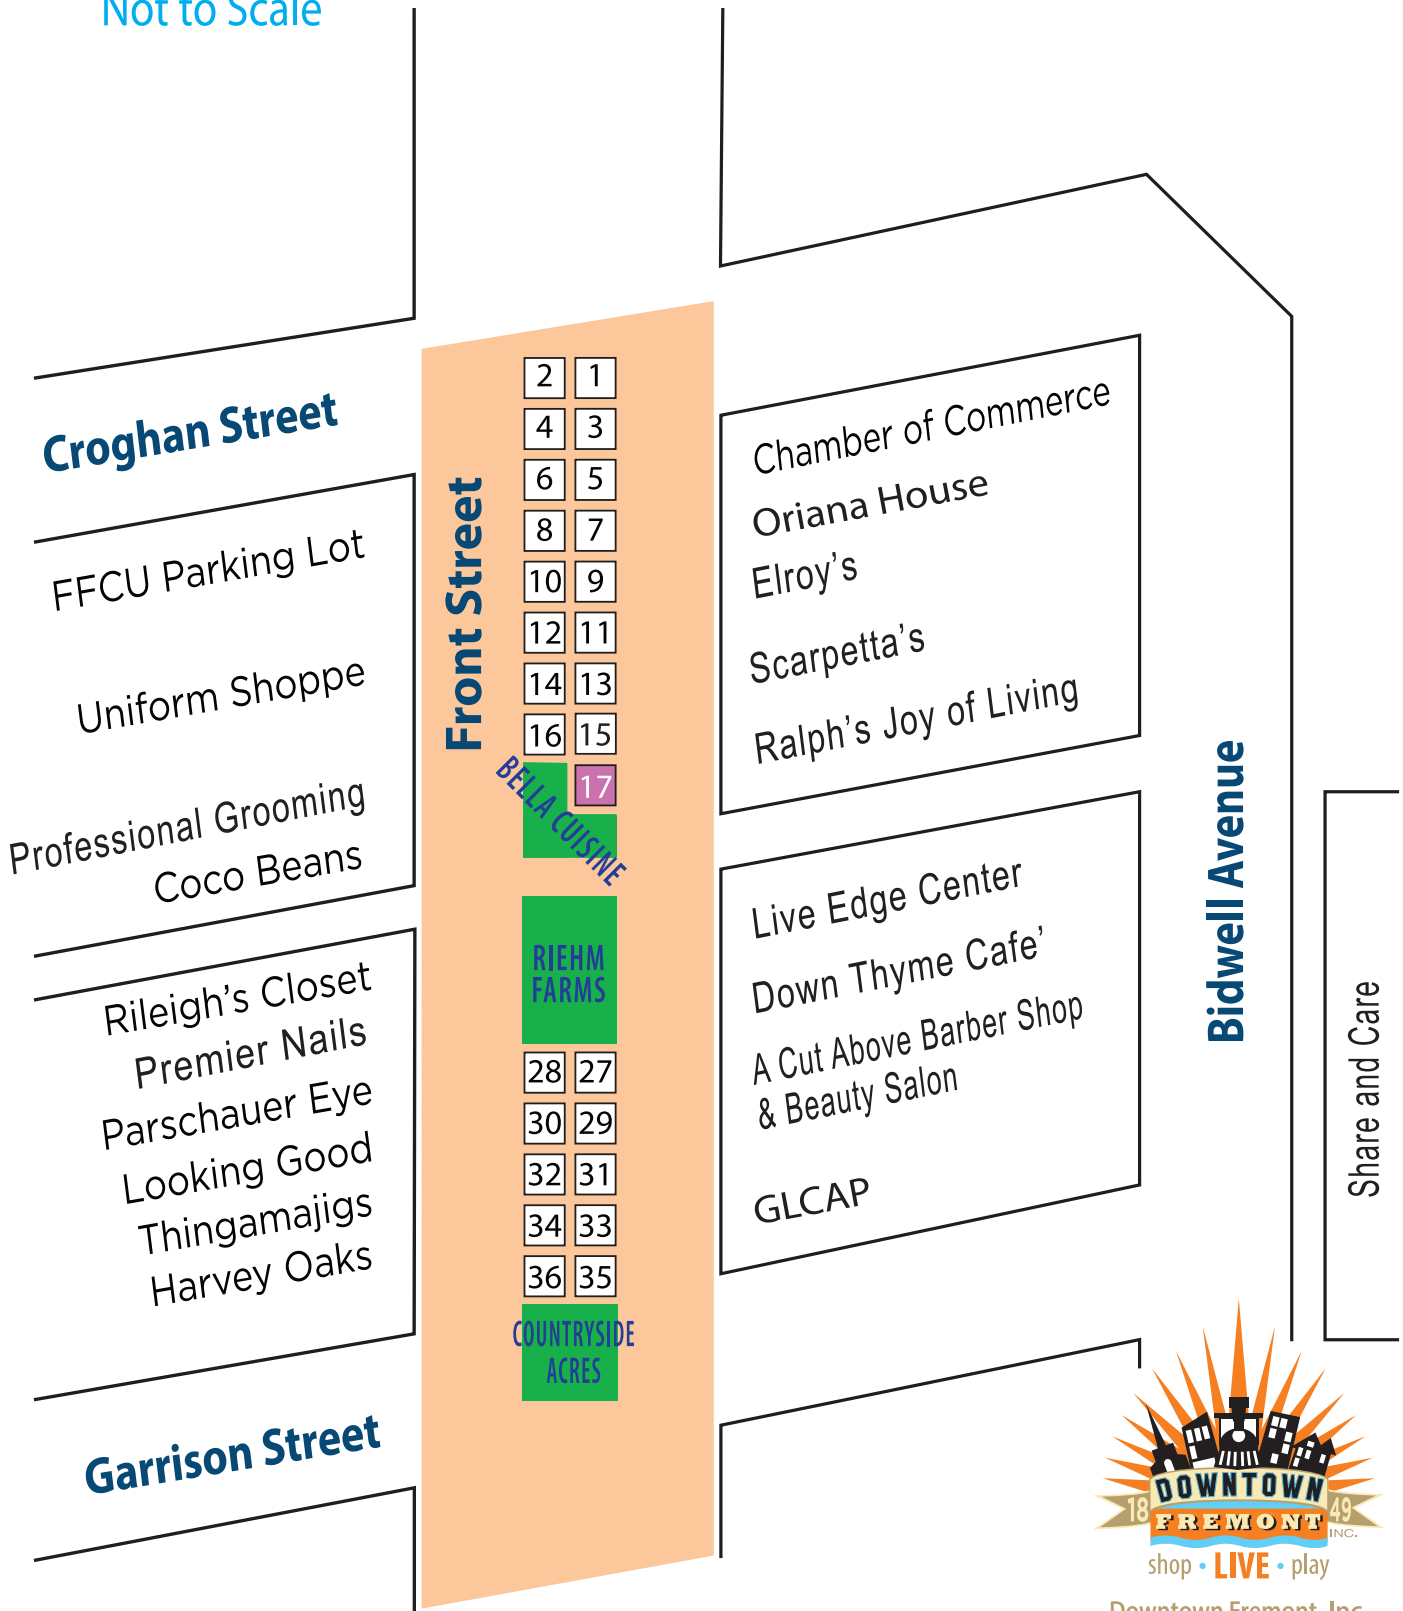 Not to Scale
Croghan Street
FFCU Parking Lot
Uniform Shoppe
Professional Grooming
Coco Beans
Rileigh's Closet
Premier Nails
Parschauer Eye
Looking Good
Thingamajigs
Harvey Oaks
Garrison Street
Front Street
2 1
4 3
6 5
8 7
10 9
12 11
14 13
16 15
17
BELLA CUISINE
RIEHM
FARMS
28 27
30 29
32 31
34 33
36 35
COUNTRYSIDE
ACRES
Chamber of Commerce
Oriana House
Elroy's
Scarpetta's
Ralph's Joy of Living
Live Edge Center
Down Thyme Cafe'
A Cut Above Barber Shop
& Beauty Salon
GLCAP
Bidwell Avenue
Share and Care
DOWNTOWN
18 FREMONT 49
INC.
shop • LIVE • play
Downtown Fremont, Inc.